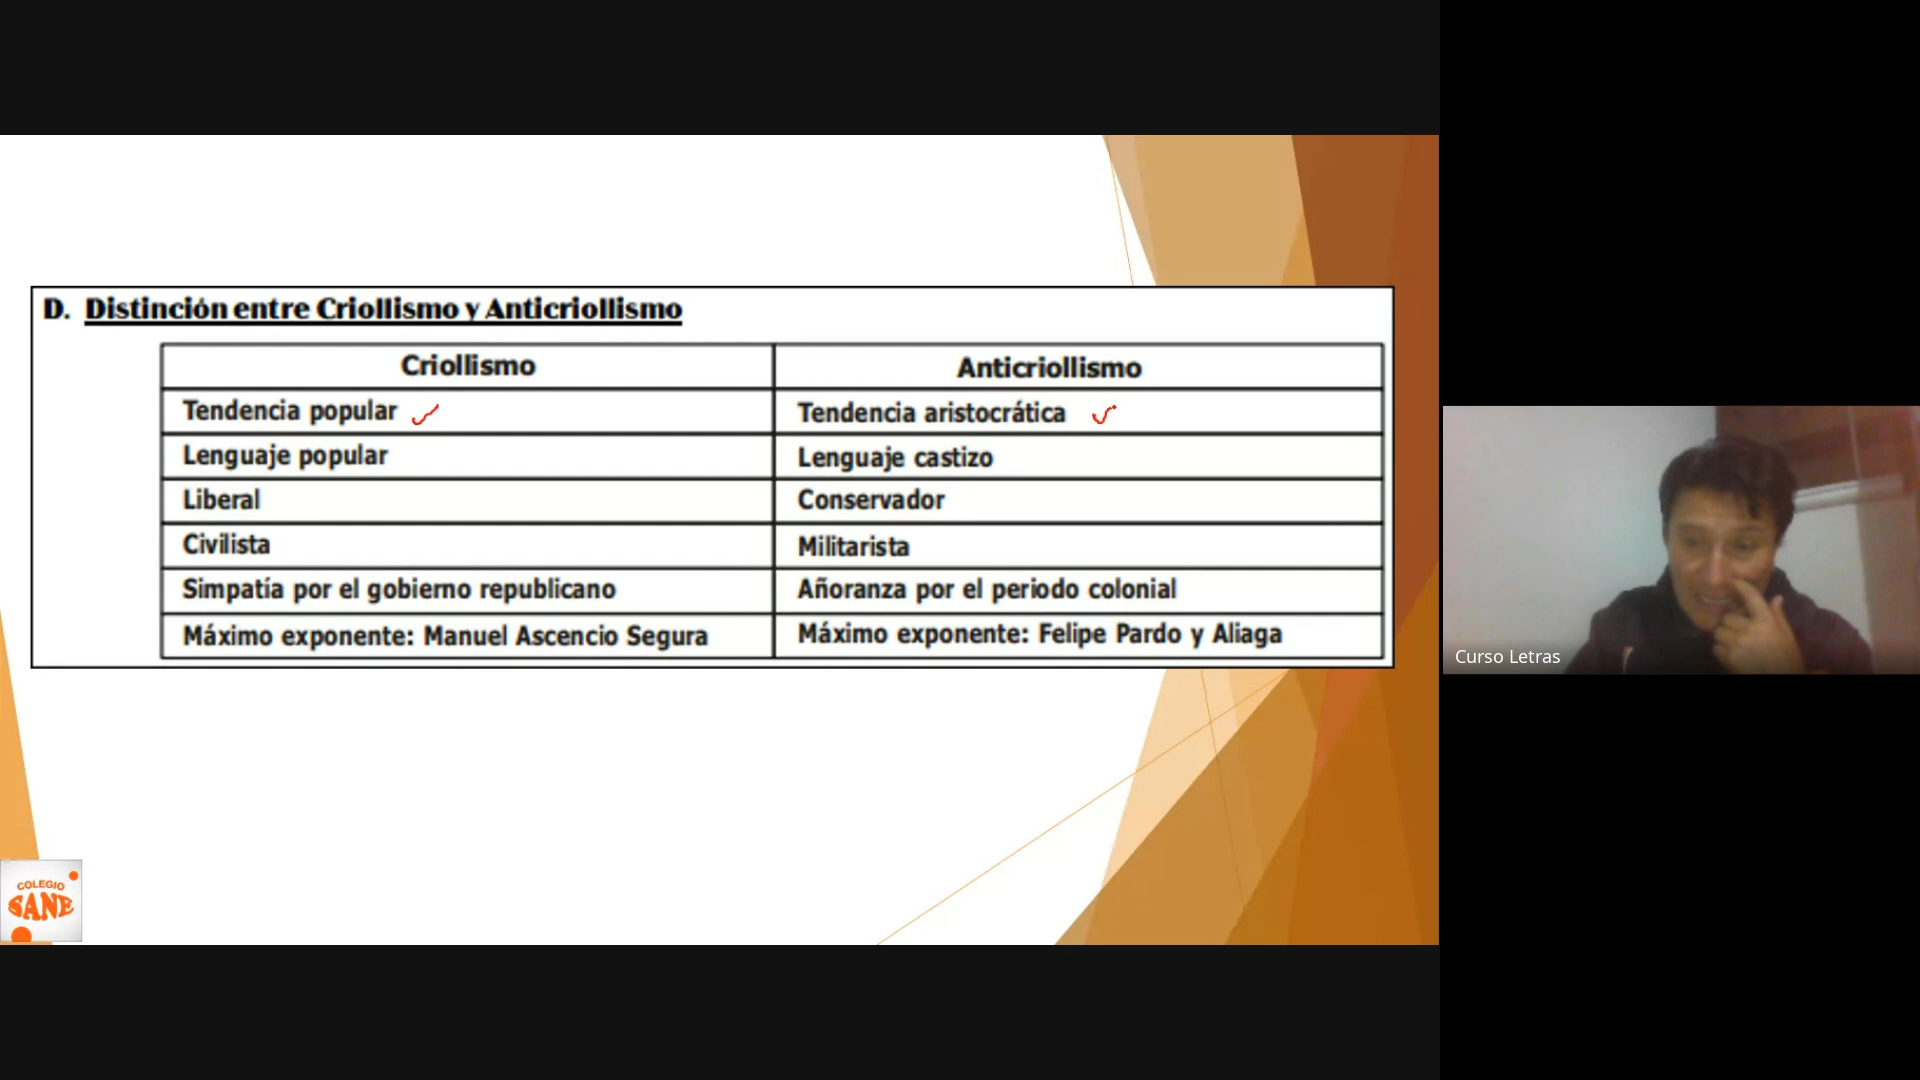 D. Distinción entre Criollismo y Anticriollismo
Criollismo Anticriollismo
Tendencia popular Tendencia aristocrática
Lenguaje popular Lenguaje castizo
Liberal Conservador
Civilista Militarista
Simpatía por el gobierno republicano Añoranza por el periodo colonial
Máximo exponente: Manuel Ascencio Segura Máximo exponente: Felipe Pardo y Aliaga
Curso Letras
COLEGIO
SANE